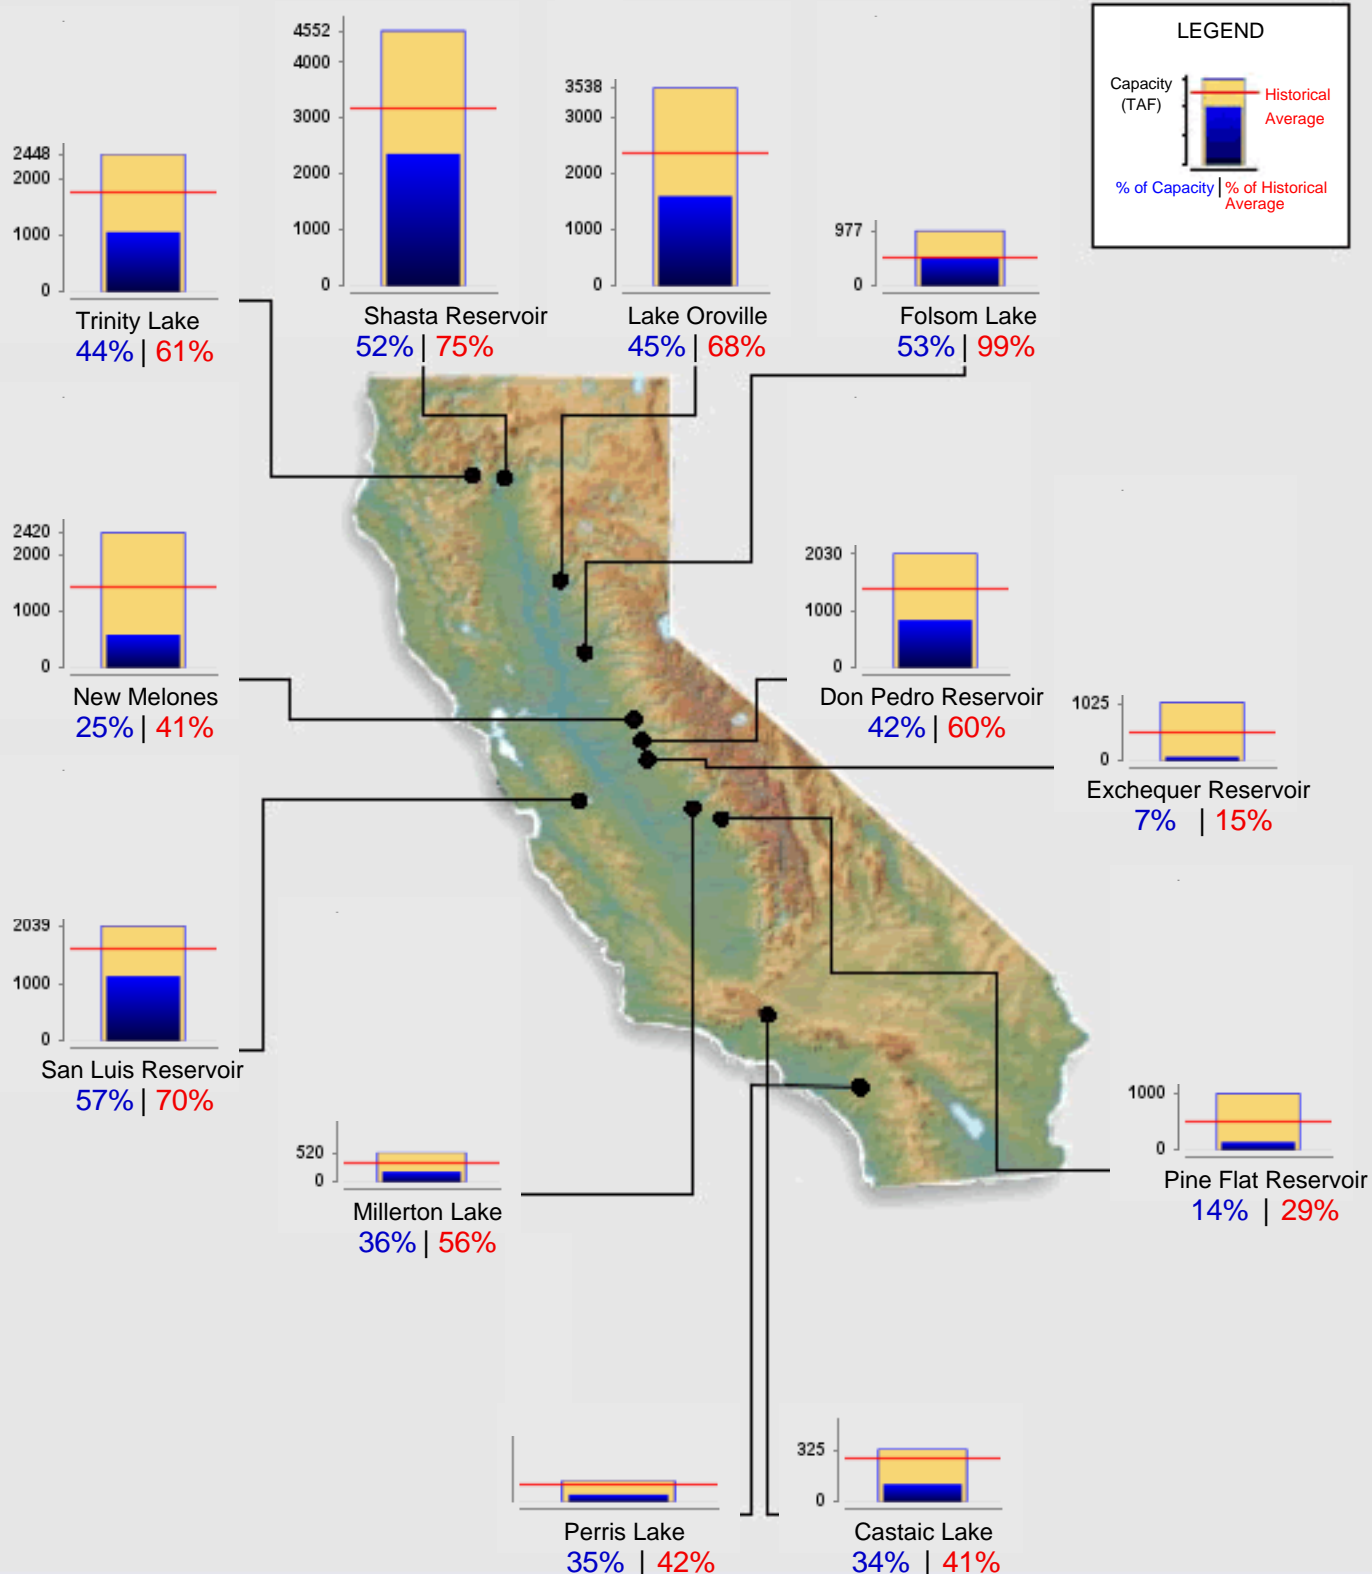 LEGEND
Capacity
(TAF)
Historical
Average
% of Capacity | % of Historical
Average
4552
4000
3000
2000
1000
0
Shasta Reservoir
52% | 75%
3538
3000
2000
1000
0
Lake Oroville
45% | 68%
2448
2000
1000
0
Trinity Lake
44% | 61%
977
0
Folsom Lake
53% | 99%
2420
2000
1000
0
New Melones
25% | 41%
2030
1000
0
Don Pedro Reservoir
42% | 60%
1025
0
Exchequer Reservoir
7% | 15%
2039
1000
0
San Luis Reservoir
57% | 70%
520
0
Millerton Lake
36% | 56%
1000
0
Pine Flat Reservoir
14% | 29%
Perris Lake
35% | 42%
325
0
Castaic Lake
34% | 41%